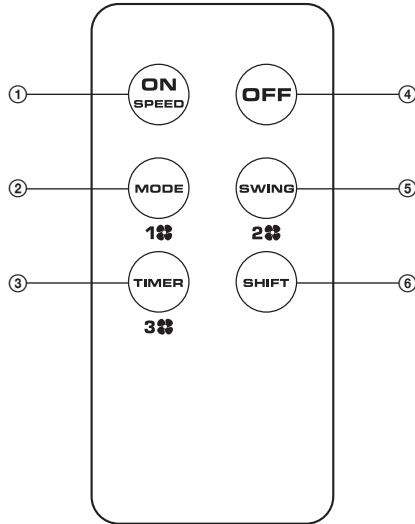 ① ON SPEED
OFF ④
② MODE
SWING ⑤
1
2
③ TIMER
SHIFT ⑥
3